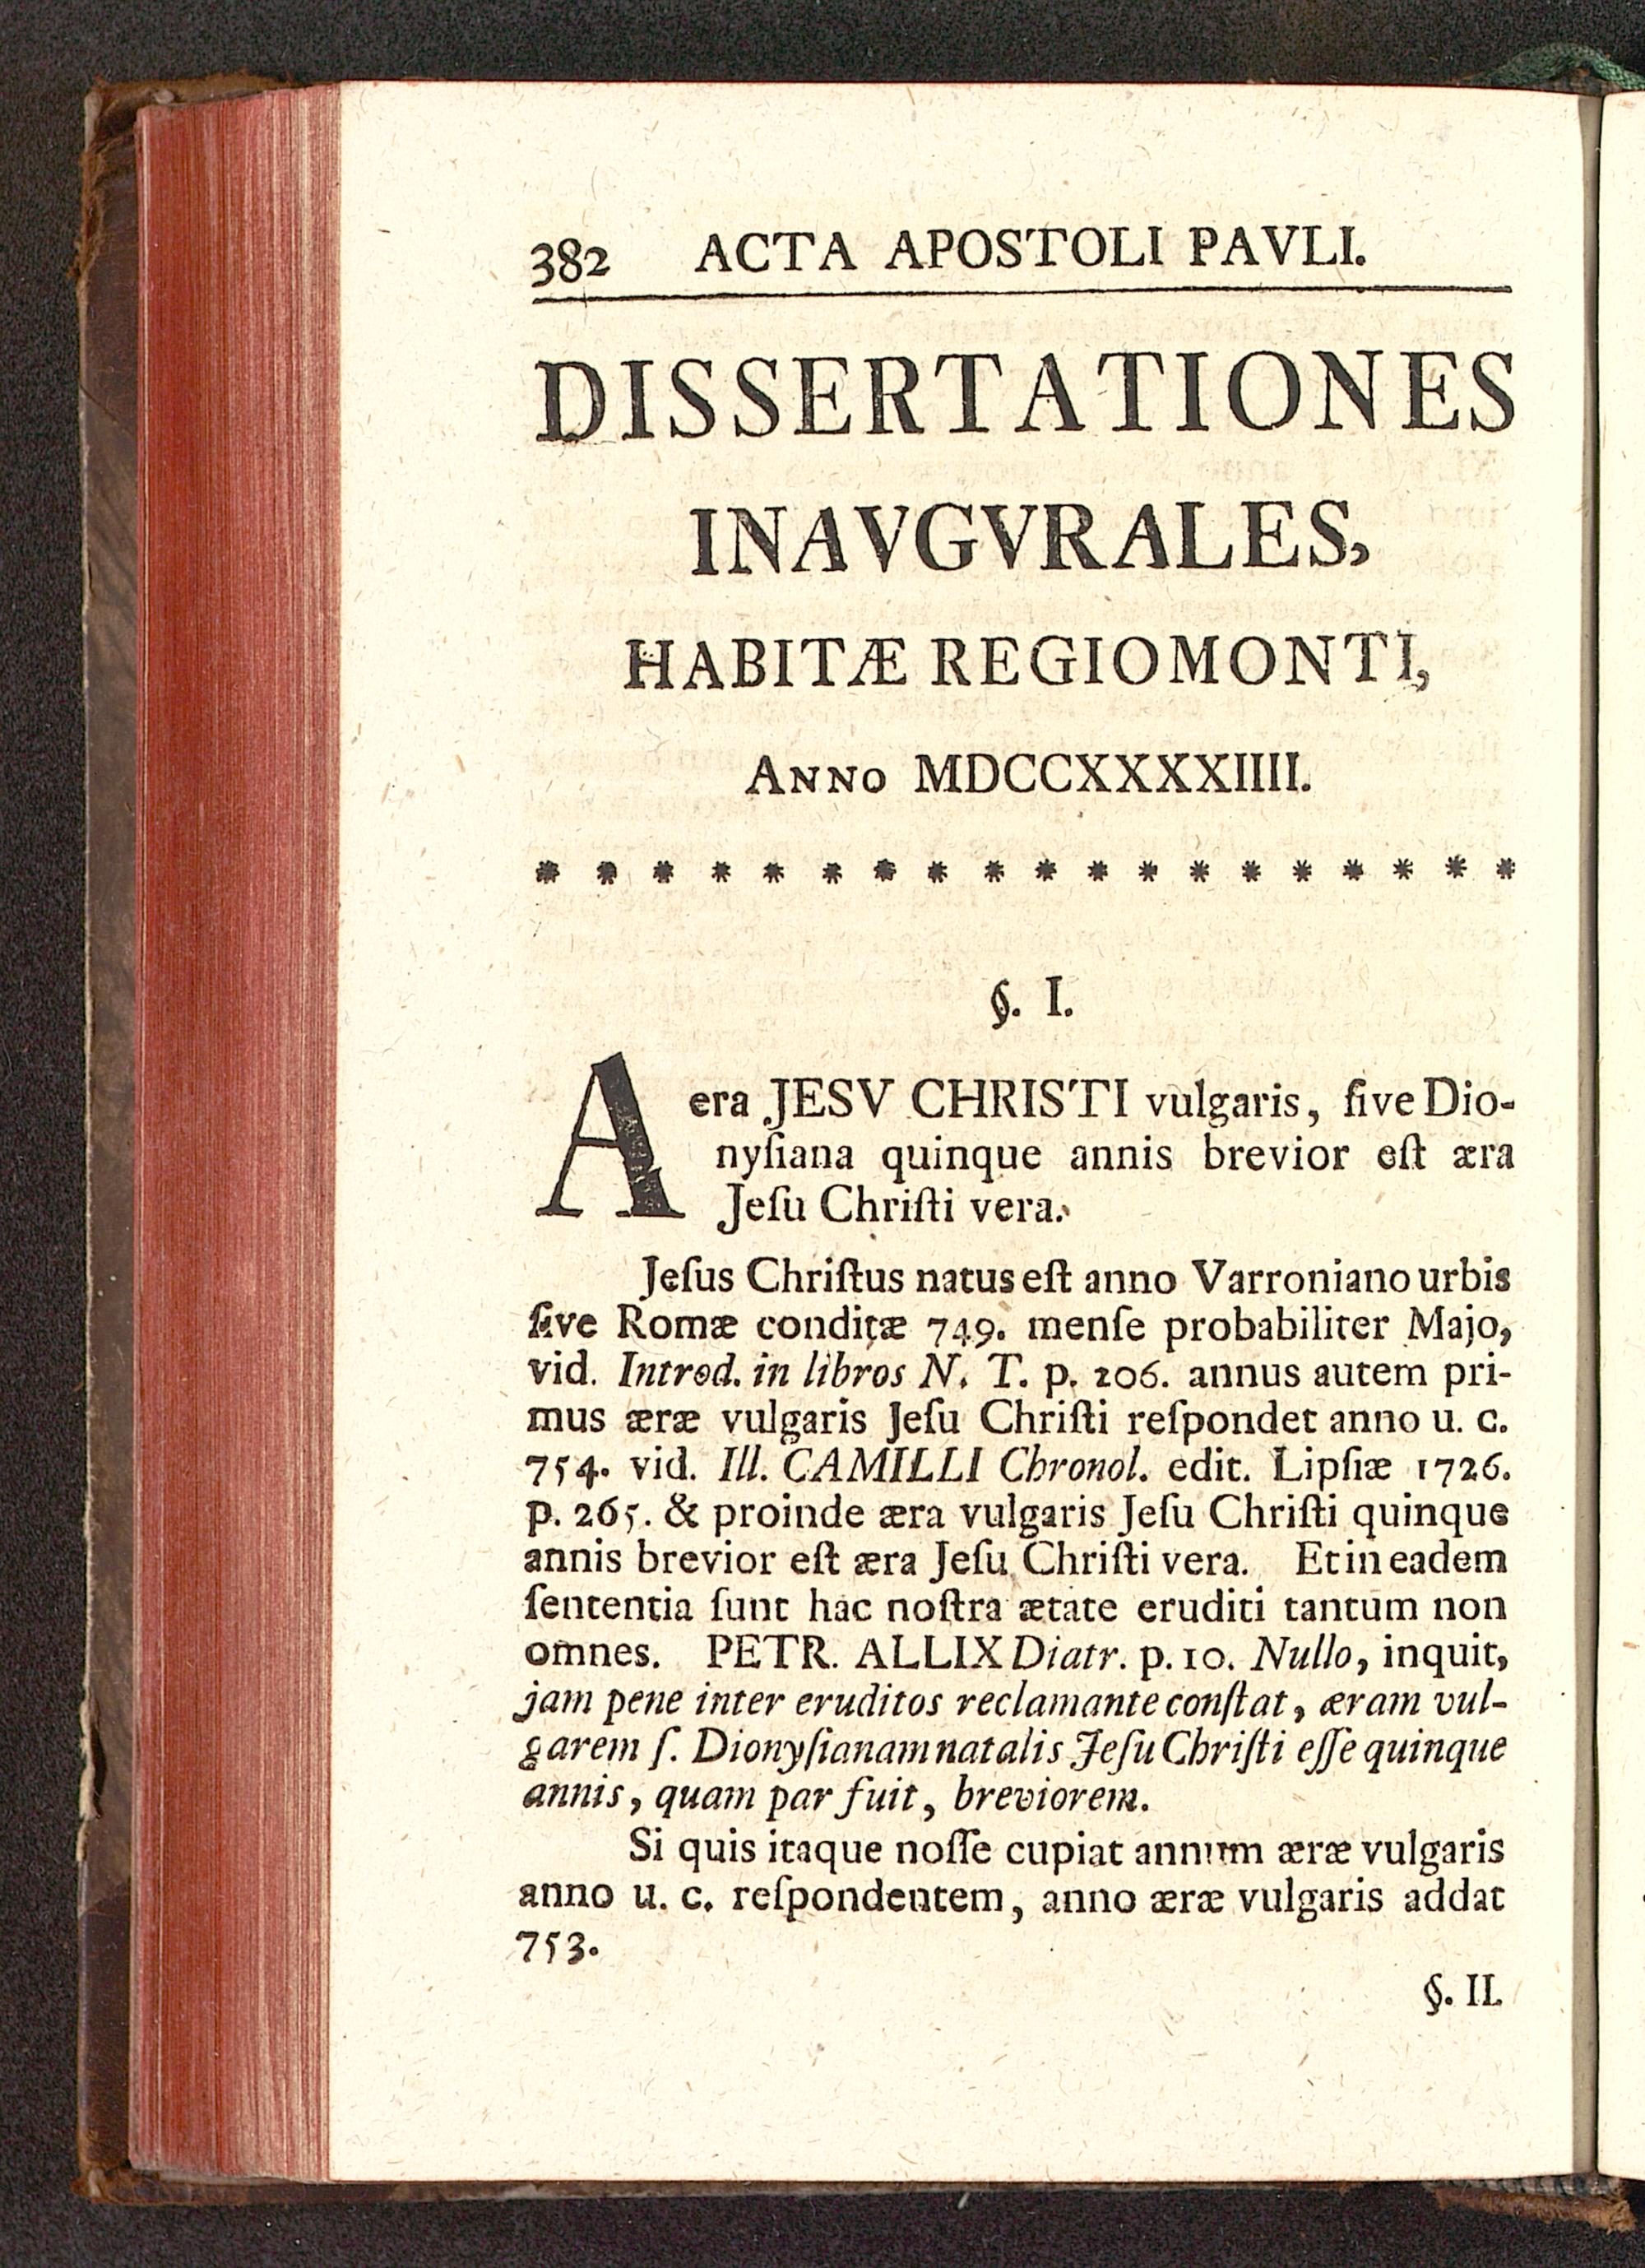 382 ACTA APOSTOLI PAVLI.
DISSERTATIONES
INAVGVRALES,
HABITÆ REGIOMONTI,
ANNO MDCCXXXXIIII.
* * * * * * * * * * * * * * * * * * *
§. I.
Aera JESV CHRISTI vulgaris, ſive Dio-
nyſiana quinque annis brevior eſt æra
Jeſu Chriſti vera.
Jeſus Chriſtus natus eſt anno Varroniano urbis
ſive Romæ conditæ 749. menſe probabiliter Majo,
vid. Introd. in libros N. T. p. 206. annus autem pri-
mus æræ vulgaris Jeſu Chriſti reſpondet anno u. c.
754. vid. Ill. CAMILLI Chronol. edit. Lipſiæ 1726.
p. 265. & proinde æra vulgaris Jeſu Chriſti quinque
annis brevior eſt æra Jeſu Chriſti vera. Et in eadem
ſententia ſunt hac noſtra ætate eruditi tantum non
omnes. PETR. ALLIX Diatr. p. 10. Nullo, inquit,
jam pene inter eruditos reclamante conſtat, æram vul-
garem ſ. Dionyſianam natalis Jeſu Chriſti eſſe quinque
annis, quam par fuit, breviorem.
Si quis itaque noſſe cupiat annum æræ vulgaris
anno u. c. reſpondentem, anno æræ vulgaris addat
753.
§. II.